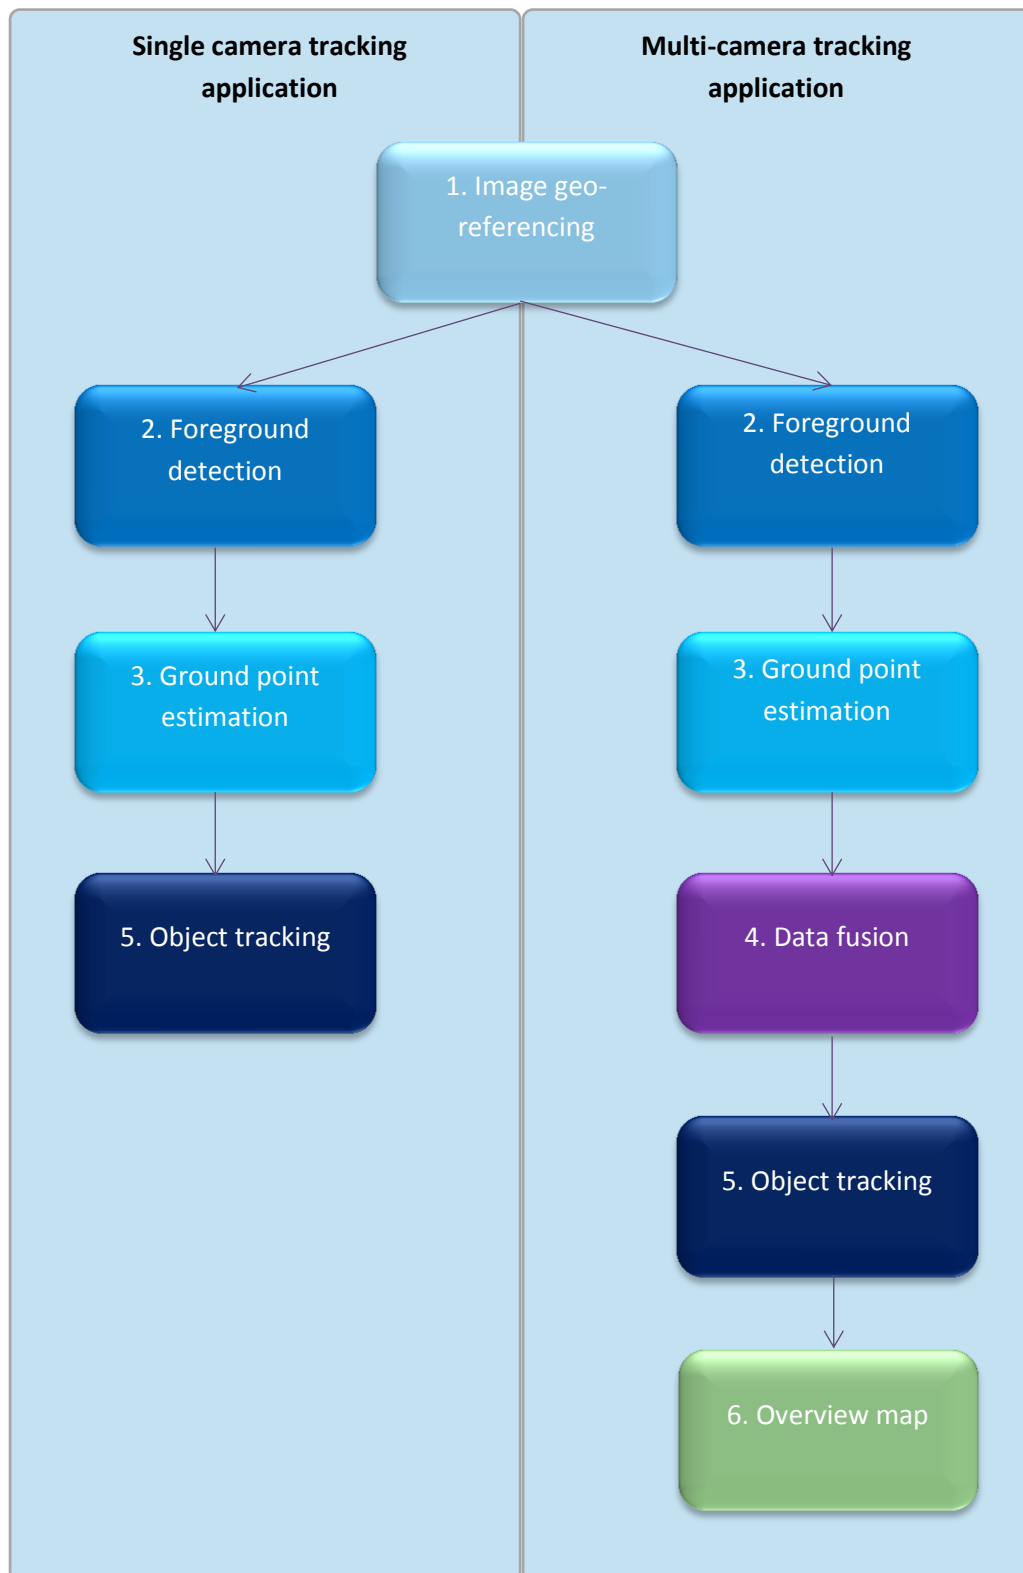 Single camera tracking
application
Multi-camera tracking
application
1. Image geo-
referencing
2. Foreground
detection
2. Foreground
detection
3. Ground point
estimation
3. Ground point
estimation
5. Object tracking
4. Data fusion
5. Object tracking
6. Overview map